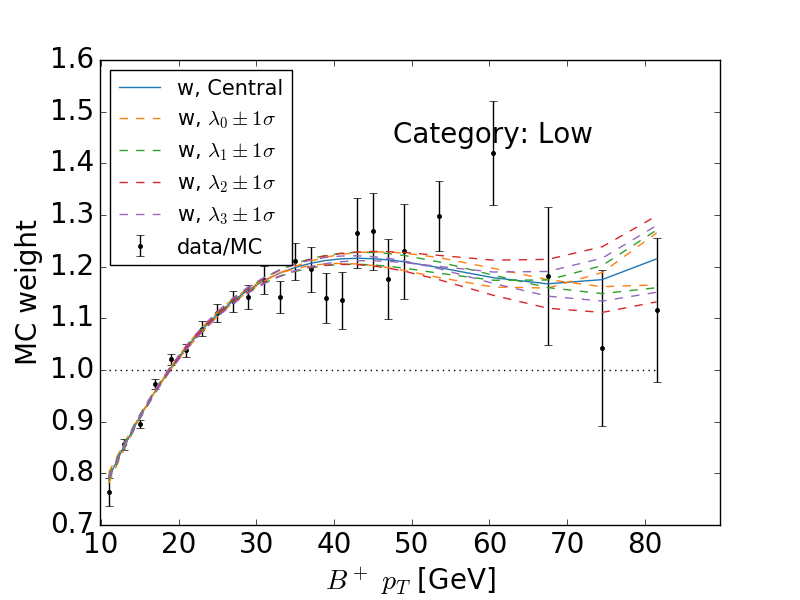 w, Central
w, λ₀ ± 1σ
w, λ₁ ± 1σ
w, λ₂ ± 1σ
w, λ₃ ± 1σ
data/MC
Category: Low
MC weight
1.6
1.5
1.4
1.3
1.2
1.1
1.0
0.9
0.8
0.7
10 20 30 40 50 60 70 80
B⁺ p_T [GeV]